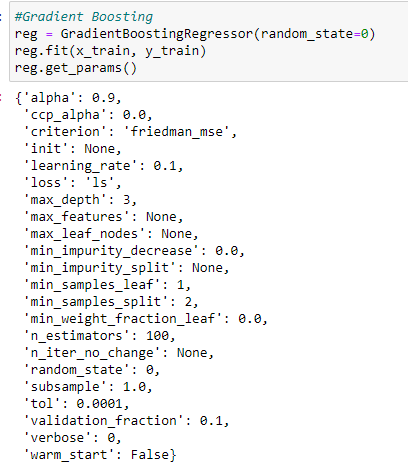 #Gradient Boosting
reg = GradientBoostingRegressor(random_state=0)
reg.fit(x_train, y_train)
reg.get_params()
{'alpha': 0.9,
'ccp_alpha': 0.0,
'criterion': 'friedman_mse',
'init': None,
'learning_rate': 0.1,
'loss': 'ls',
'max_depth': 3,
'max_features': None,
'max_leaf_nodes': None,
'min_impurity_decrease': 0.0,
'min_impurity_split': None,
'min_samples_leaf': 1,
'min_samples_split': 2,
'min_weight_fraction_leaf': 0.0,
'n_estimators': 100,
'n_iter_no_change': None,
'random_state': 0,
'subsample': 1.0,
'tol': 0.0001,
'validation_fraction': 0.1,
'verbose': 0,
'warm_start': False}